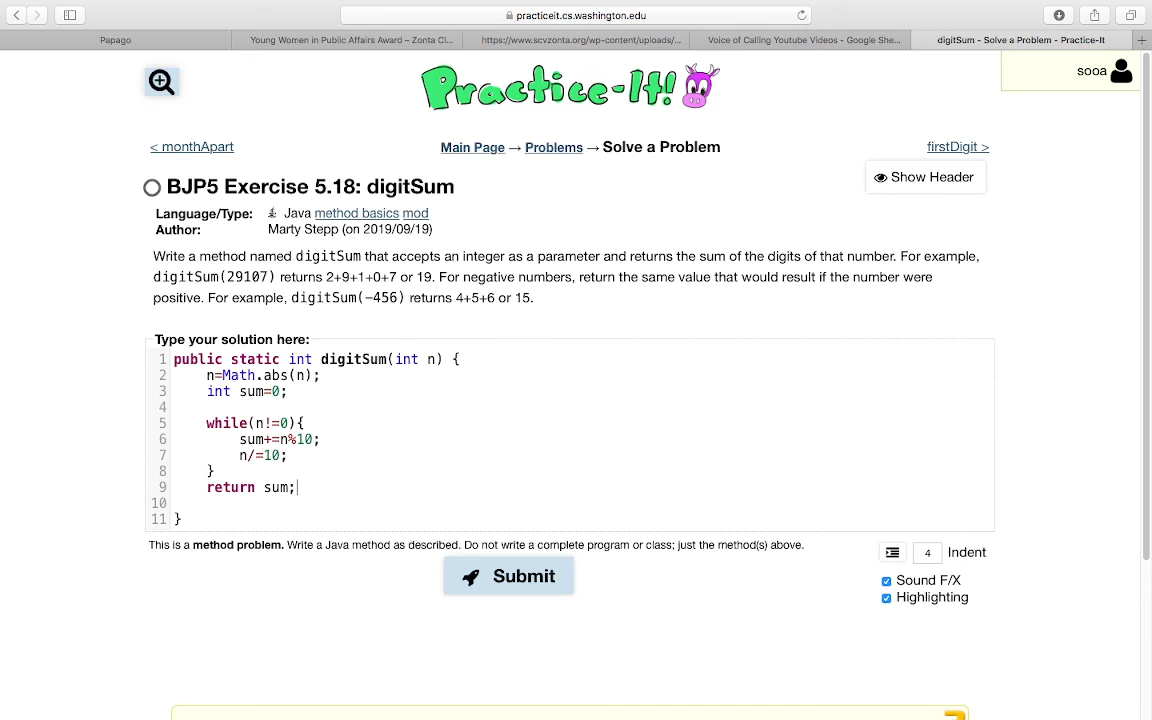 practiceit.cs.washington.edu
Papago
Young Women in Public Affairs Award – Zonta Cl...
https://www.scvzonta.org/wp-content/uploads/...
Voice of Calling Youtube Videos - Google She...
digitSum - Solve a Problem - Practice-It
sooa
Practice-It!
< monthApart
Main Page → Problems → Solve a Problem
firstDigit >
Show Header
BJP5 Exercise 5.18: digitSum
Language/Type: Java method basics mod
Author: Marty Stepp (on 2019/09/19)
Write a method named digitSum that accepts an integer as a parameter and returns the sum of the digits of that number. For example,
digitSum(29107) returns 2+9+1+0+7 or 19. For negative numbers, return the same value that would result if the number were
positive. For example, digitSum(-456) returns 4+5+6 or 15.
Type your solution here:
1 public static int digitSum(int n) {
2 n=Math.abs(n);
3 int sum=0;
4
5 while(n!=0){
6 sum+=n%10;
7 n/=10;
8 }
9 return sum;
10
11 }
This is a method problem. Write a Java method as described. Do not write a complete program or class; just the method(s) above.
4 Indent
Submit
Sound F/X
Highlighting